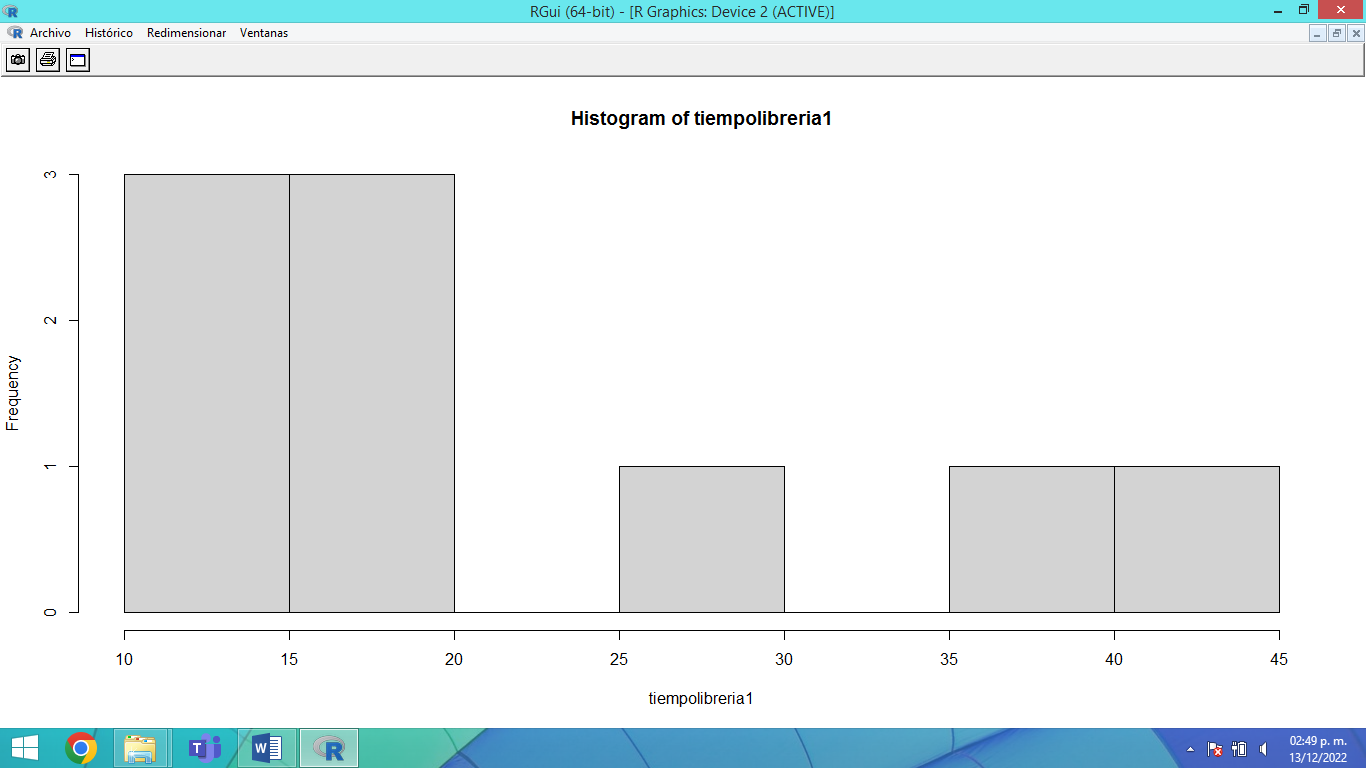 RGui (64-bit) - [R Graphics: Device 2 (ACTIVE)]
Archivo Histórico Redimensionar Ventanas
Histogram of tiempolibreria1
3
2
1
0
Frequency
10 15 20 25 30 35 40 45
tiempolibreria1
02:49 p. m.
13/12/2022